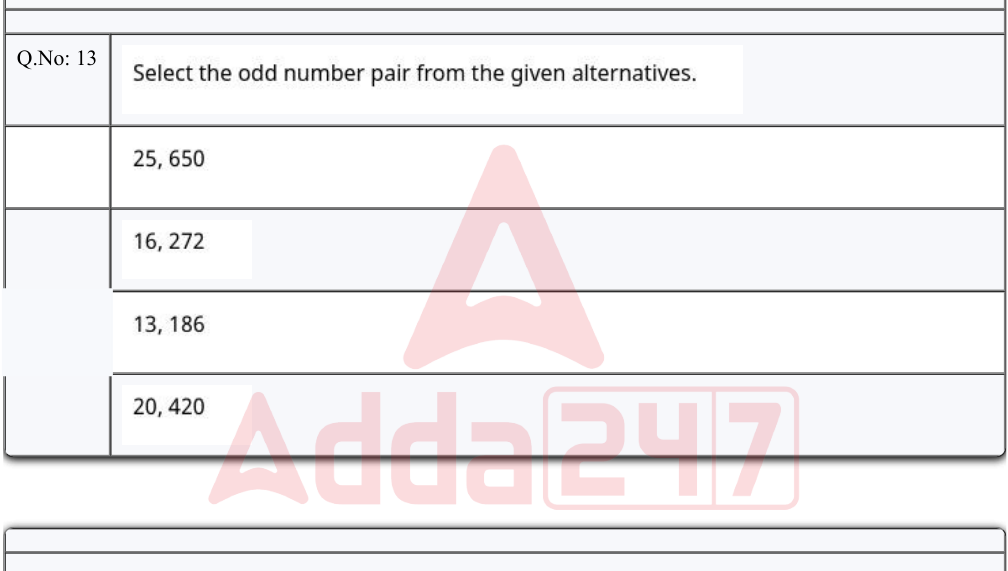 Q.No: 13
Select the odd number pair from the given alternatives.
25, 650
16, 272
13, 186
20, 420
Adda247